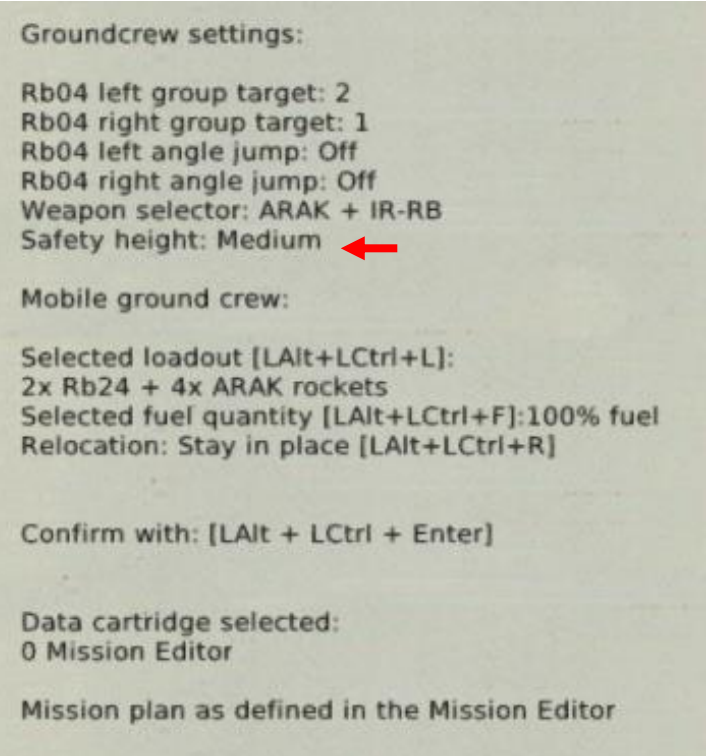 Groundcrew settings:
Rb04 left group target: 2
Rb04 right group target: 1
Rb04 left angle jump: Off
Rb04 right angle jump: Off
Weapon selector: ARAK + IR-RB
Safety height: Medium
Mobile ground crew:
Selected loadout [LAlt+LCtrl+L]:
2x Rb24 + 4x ARAK rockets
Selected fuel quantity [LAlt+LCtrl+F]:100% fuel
Relocation: Stay in place [LAlt+LCtrl+R]
Confirm with: [LAlt + LCtrl + Enter]
Data cartridge selected:
0 Mission Editor
Mission plan as defined in the Mission Editor